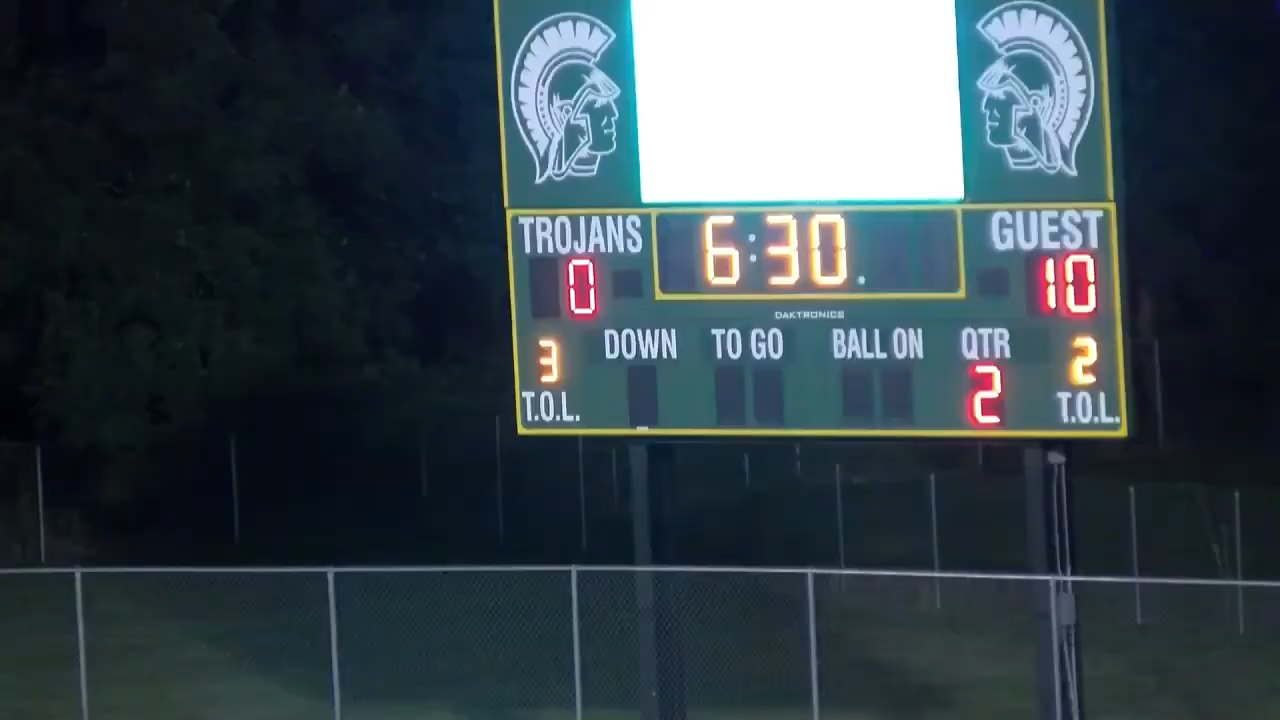 TROJANS 6:30 GUEST
0 10
DAKTRONICS
DOWN TO GO BALL ON QTR
3 2 2
T.O.L. T.O.L.